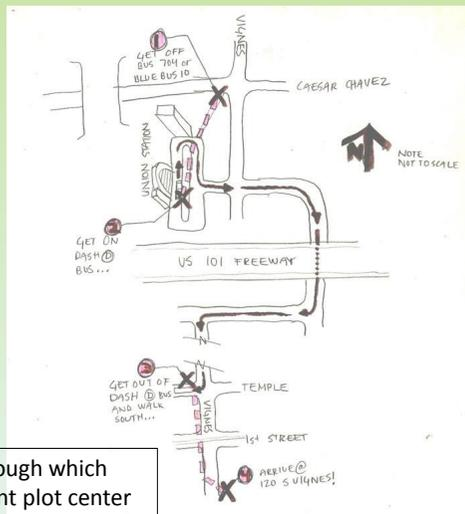 1
GET OFF
BUS 704 or
BLUE BUS 10
VIGNES
CAESAR CHAVEZ
N
NOTE
NOT TO SCALE
UNION STATION
2
GET ON
DASH D
BUS...
US 101 FREEWAY
3
GET OUT OF
DASH D BUS
AND WALK
SOUTH...
TEMPLE
VIGNES
1st STREET
4
ARRIVE @
120 S VIGNES!
ough which
nt plot center